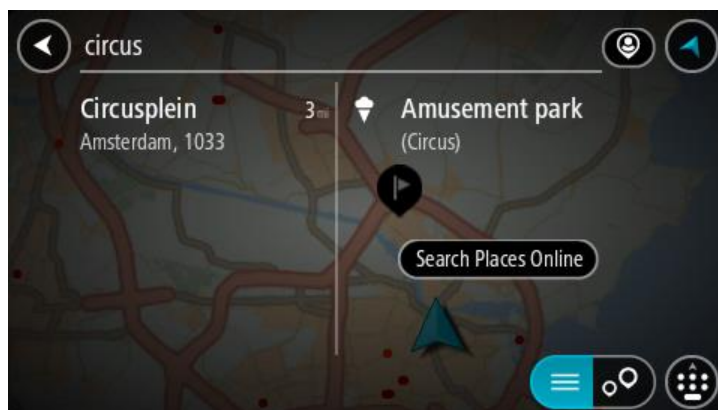 circus
Circusplein
3 mi
Amsterdam, 1033
Amusement park
(Circus)
Search Places Online